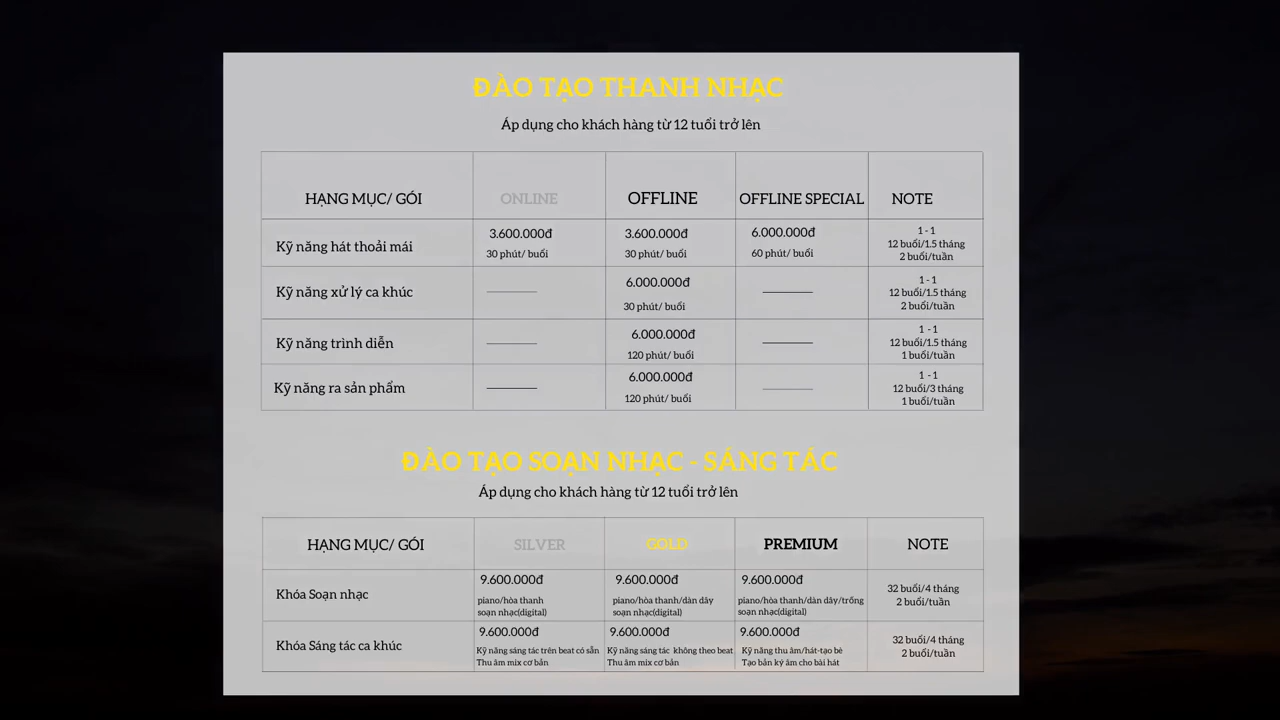 ĐÀO TẠO THANH NHẠC
Áp dụng cho khách hàng từ 12 tuổi trở lên
HẠNG MỤC/ GÓI ONLINE OFFLINE OFFLINE SPECIAL NOTE
Kỹ năng hát thoải mái
3.600.000đ
30 phút/ buổi
3.600.000đ
30 phút/ buổi
6.000.000đ
60 phút/ buổi
1 - 1
12 buổi/1.5 tháng
2 buổi/tuần
Kỹ năng xử lý ca khúc
6.000.000đ
30 phút/ buổi
1 - 1
12 buổi/1.5 tháng
2 buổi/tuần
Kỹ năng trình diễn
6.000.000đ
120 phút/ buổi
1 - 1
12 buổi/1.5 tháng
1 buổi/tuần
Kỹ năng ra sản phẩm
6.000.000đ
120 phút/ buổi
1 - 1
12 buổi/3 tháng
1 buổi/tuần
ĐÀO TẠO SOẠN NHẠC - SÁNG TÁC
Áp dụng cho khách hàng từ 12 tuổi trở lên
HẠNG MỤC/ GÓI SILVER GOLD PREMIUM NOTE
Khóa Soạn nhạc
9.600.000đ
piano/hòa thanh
soạn nhạc(digital)
9.600.000đ
piano/hòa thanh/dàn dây
soạn nhạc(digital)
9.600.000đ
piano/hòa thanh/dàn dây/trống
soạn nhạc(digital)
32 buổi/4 tháng
2 buổi/tuần
Khóa Sáng tác ca khúc
9.600.000đ
Kỹ năng sáng tác trên beat có sẵn
Thu âm mix cơ bản
9.600.000đ
Kỹ năng sáng tác không theo beat
Thu âm mix cơ bản
9.600.000đ
Kỹ năng thu âm/hát-tạo bè
Tạo bản ký âm cho bài hát
32 buổi/4 tháng
2 buổi/tuần